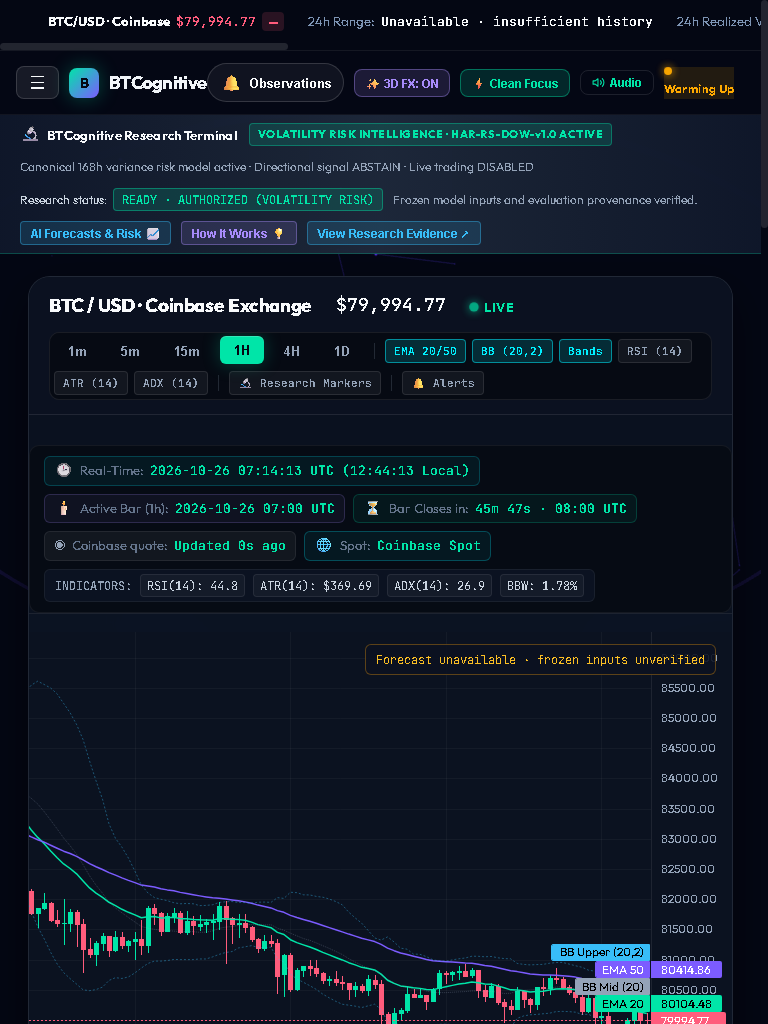 BTC/USD · Coinbase $79,994.77 — 24h Range: Unavailable · insufficient history 24h Realized V
☰ B BTCognitive 🔔 Observations ✨ 3D FX: ON ⚡ Clean Focus 🔊 Audio Warming Up
🔬 BTCognitive Research Terminal VOLATILITY RISK INTELLIGENCE · HAR-RS-DOW-v1.0 ACTIVE
Canonical 168h variance risk model active · Directional signal ABSTAIN · Live trading DISABLED
Research status: READY · AUTHORIZED (VOLATILITY RISK) Frozen model inputs and evaluation provenance verified.
AI Forecasts & Risk 📈 How It Works 💡 View Research Evidence ↗
BTC / USD · Coinbase Exchange $79,994.77 LIVE
1m 5m 15m 1H 4H 1D EMA 20/50 BB (20,2) Bands RSI (14)
ATR (14) ADX (14) 🔬 Research Markers 🔔 Alerts
🕒 Real-Time: 2026-10-26 07:14:13 UTC (12:44:13 Local)
🕯 Active Bar (1h): 2026-10-26 07:00 UTC ⏳ Bar Closes in: 45m 47s · 08:00 UTC
◉ Coinbase quote: Updated 0s ago 🌐 Spot: Coinbase Spot
INDICATORS: RSI(14): 44.8 ATR(14): $369.69 ADX(14): 26.9 BBW: 1.78%
Forecast unavailable · frozen inputs unverified
85500.00
85000.00
84500.00
84000.00
83500.00
83000.00
82500.00
82000.00
81500.00
BB Upper (20,2) 81000.00
EMA 50 80414.86
BB Mid (20) 80500.00
EMA 20 80104.48
79994.77